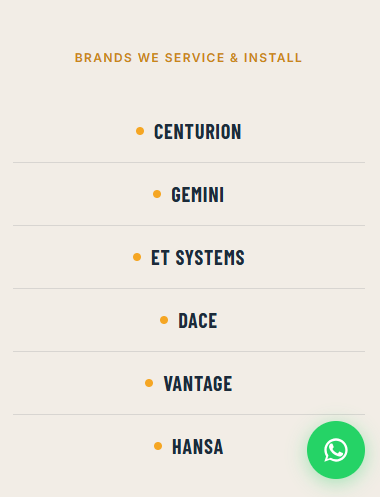 BRANDS WE SERVICE & INSTALL
CENTURION
GEMINI
ET SYSTEMS
DACE
VANTAGE
HANSA